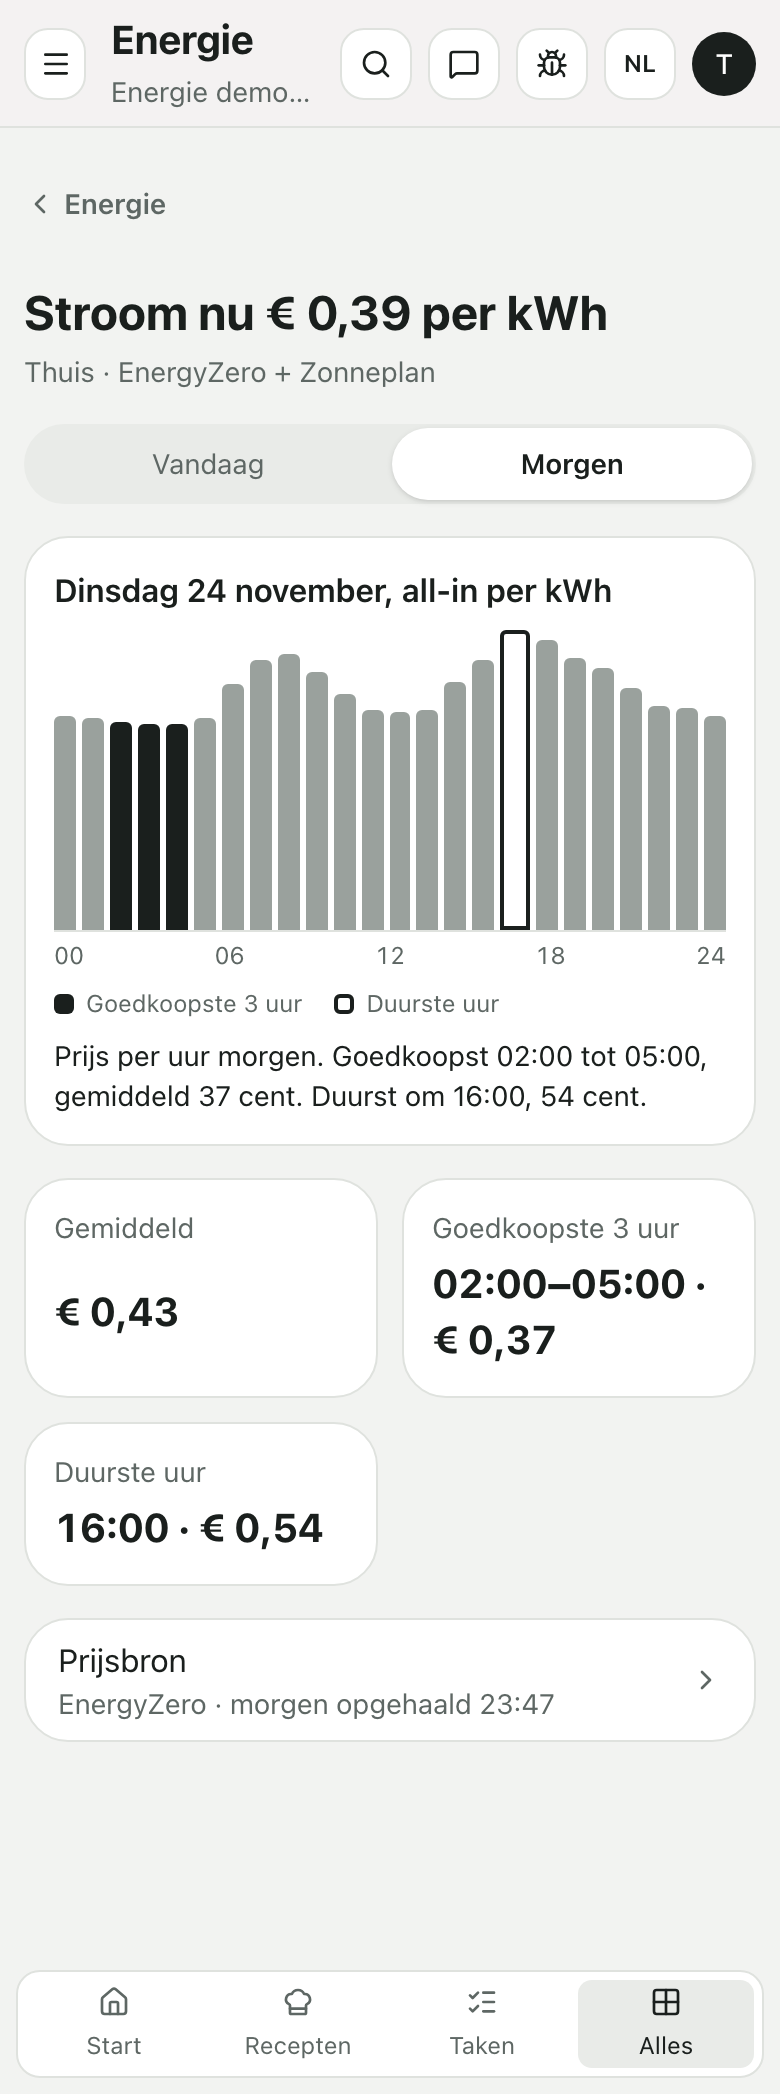 Energie
Energie demo...
NL
T
Energie
Stroom nu € 0,39 per kWh
Thuis · EnergyZero + Zonneplan
Vandaag
Morgen
Dinsdag 24 november, all-in per kWh
00 06 12 18 24
Goedkoopste 3 uur
Duurste uur
Prijs per uur morgen. Goedkoopst 02:00 tot 05:00,
gemiddeld 37 cent. Duurst om 16:00, 54 cent.
Gemiddeld
€ 0,43
Goedkoopste 3 uur
02:00–05:00 ·
€ 0,37
Duurste uur
16:00 · € 0,54
Prijsbron
EnergyZero · morgen opgehaald 23:47
Start
Recepten
Taken
Alles